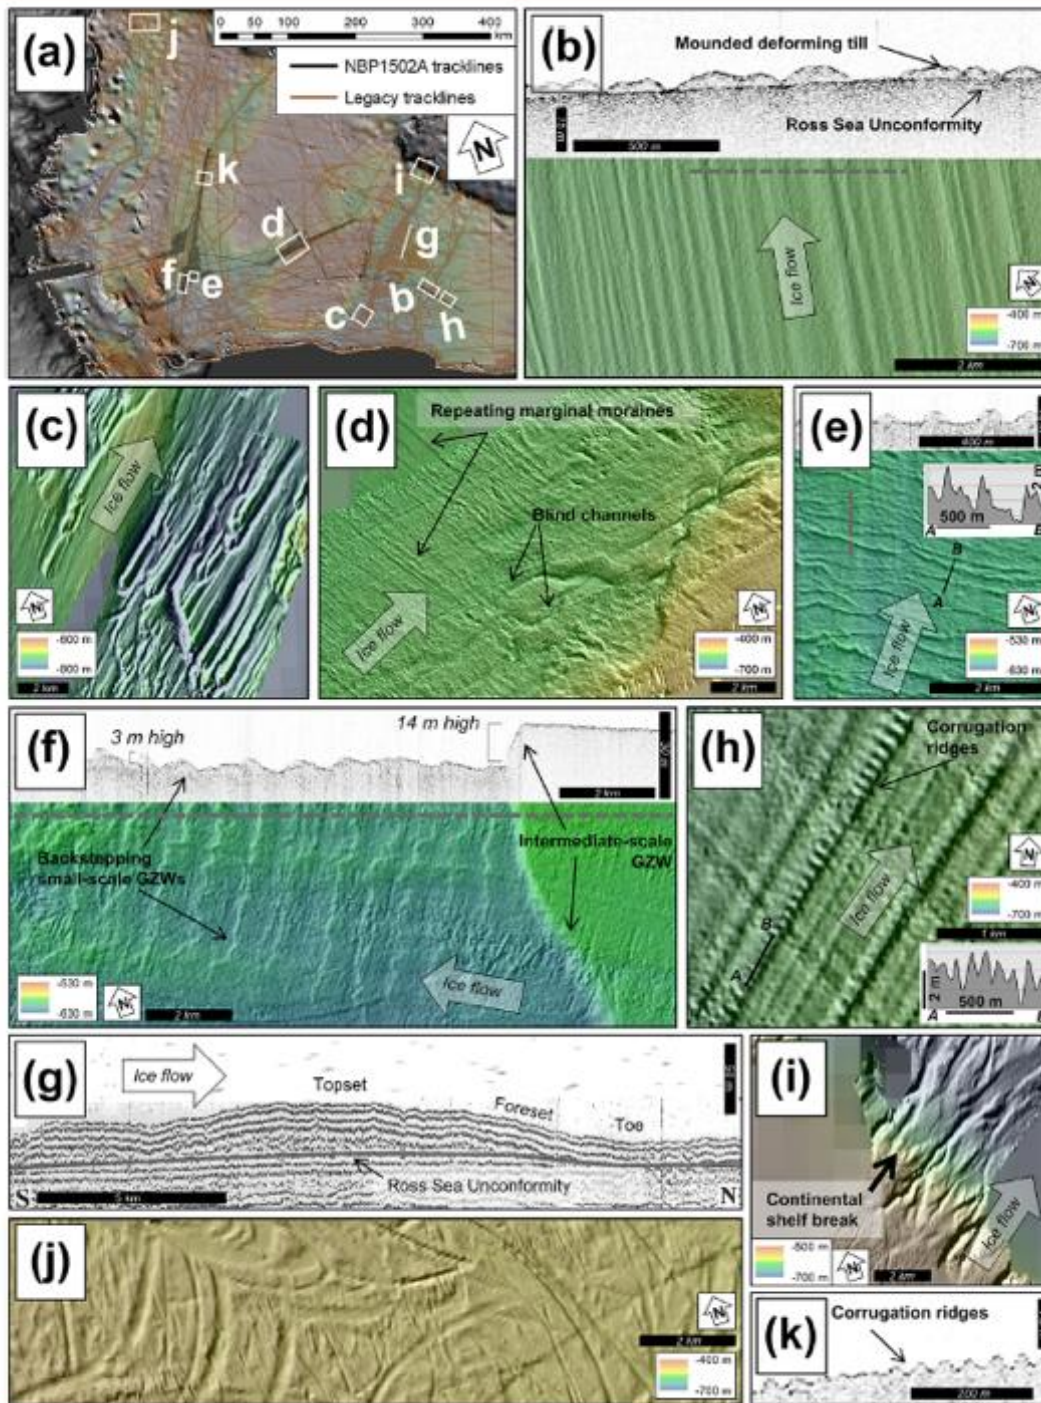 (a)
j
0 50 100 200 300 400
km
NBP1502A tracklines
Legacy tracklines
N
k
i
d
g
f
e
b
c
h
(b)
Mounded deforming till
Ross Sea Unconformity
500 m
Ice flow
N
-400 m
-700 m
2 km
(c)
Ice flow
N
-600 m
-800 m
2 km
(d)
Repeating marginal moraines
Blind channels
Ice flow
N
-400 m
-700 m
2 km
(e)
400 m
500 m
A
B
A
Ice flow
N
-530 m
-630 m
2 km
(f)
3 m high
14 m high
2 km
Backstepping
small-scale GZWs
Intermediate-scale
GZW
Ice flow
-530 m
-630 m
N
2 km
(h)
Corrugation
ridges
Ice flow
N
-400 m
-700 m
1 km
B
A
2 m
500 m
A
(g)
Ice flow
Topset
Foreset
Toe
Ross Sea Unconformity
S
5 km
N
(i)
Continental
shelf break
Ice flow
-500 m
-700 m
N
2 km
(j)
N
2 km
-400 m
-700 m
(k)
Corrugation ridges
200 m